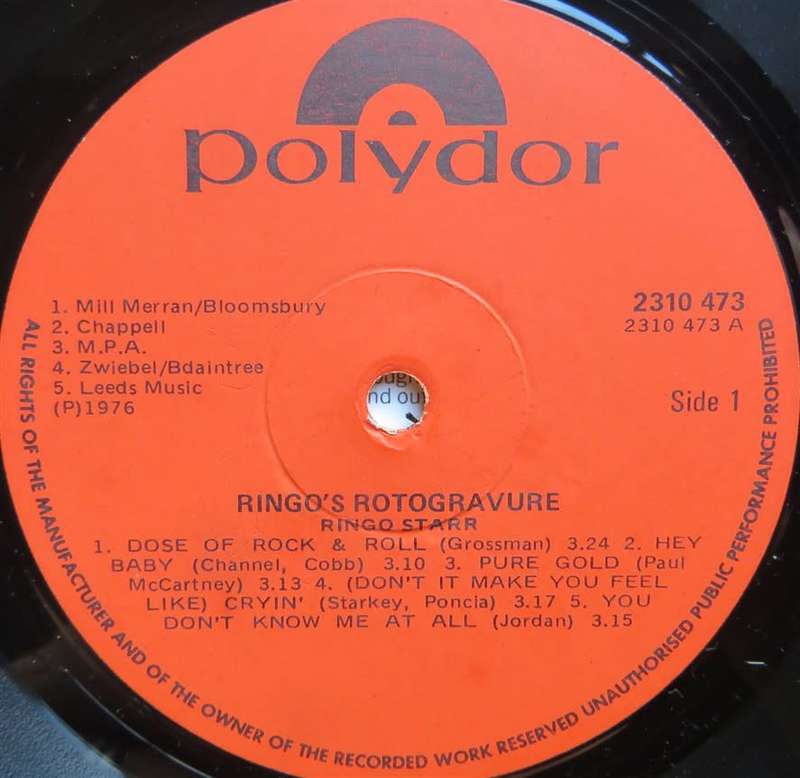 polydor
1. Mill Merran/Bloomsbury
2. Chappell
3. M.P.A.
4. Zwiebel/Bdaintree
5. Leeds Music
(P)1976
2310 473
2310 473 A
Side 1
nd ou
RINGO'S ROTOGRAVURE
RINGO STARR
1. DOSE OF ROCK & ROLL (Grossman) 3.24 2. HEY
BABY (Channel, Cobb) 3.10 3. PURE GOLD (Paul
McCartney) 3.13 4. (DON'T IT MAKE YOU FEEL
LIKE) CRYIN' (Starkey, Poncia) 3.17 5. YOU
DON'T KNOW ME AT ALL (Jordan) 3.15
ALL RIGHTS OF THE MANUFACTURER AND OF THE OWNER OF THE RECORDED WORK RESERVED UNAUTHORISED PUBLIC PERFORMANCE PROHIBITED